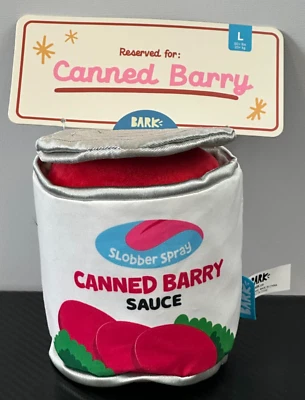 Reserved for:
Canned Barry
L
BARK
Slobber Spray
CANNED BARRY
SAUCE
BARK
BARK